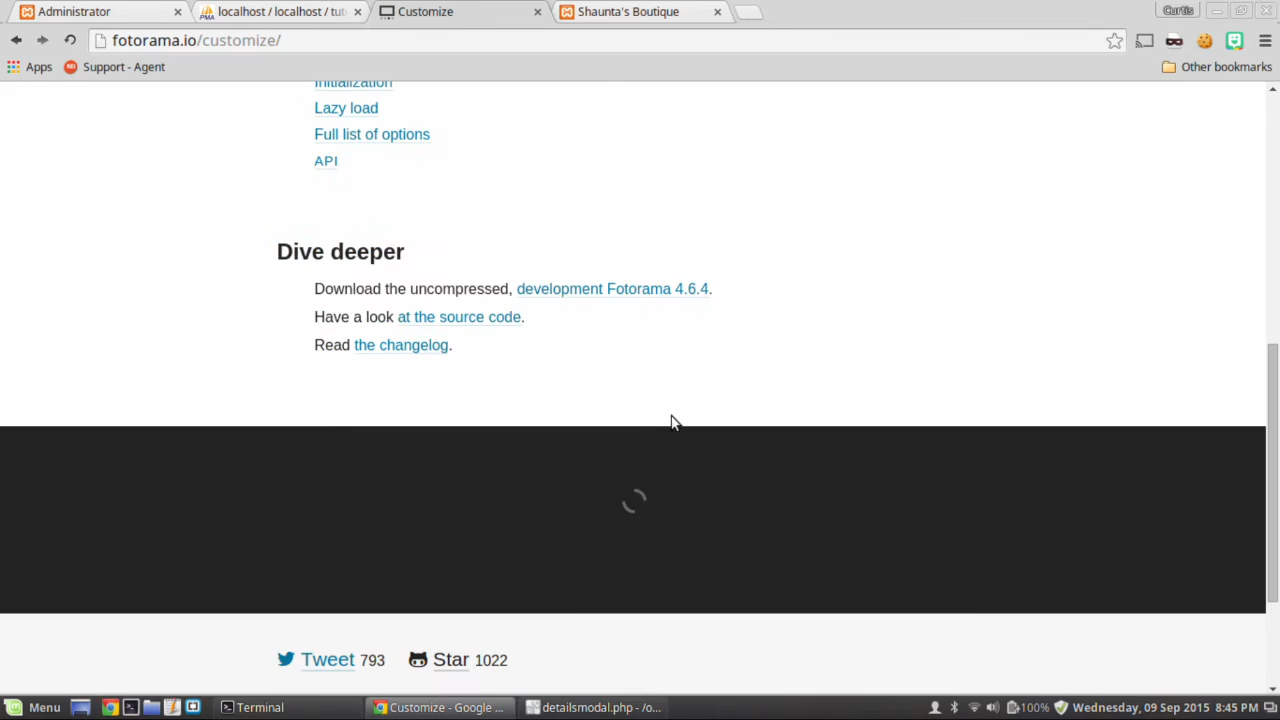 Administrator
localhost / localhost / tut
Customize
Shaunta's Boutique
Curtis
fotorama.io/customize/
Apps
Support - Agent
Other bookmarks
Initialization
Lazy load
Full list of options
API
Dive deeper
Download the uncompressed, development Fotorama 4.6.4.
Have a look at the source code.
Read the changelog.
Tweet 793
Star 1022
Menu
Terminal
Customize - Google ...
detailsmodal.php - /o...
100%
Wednesday, 09 Sep 2015 8:45 PM